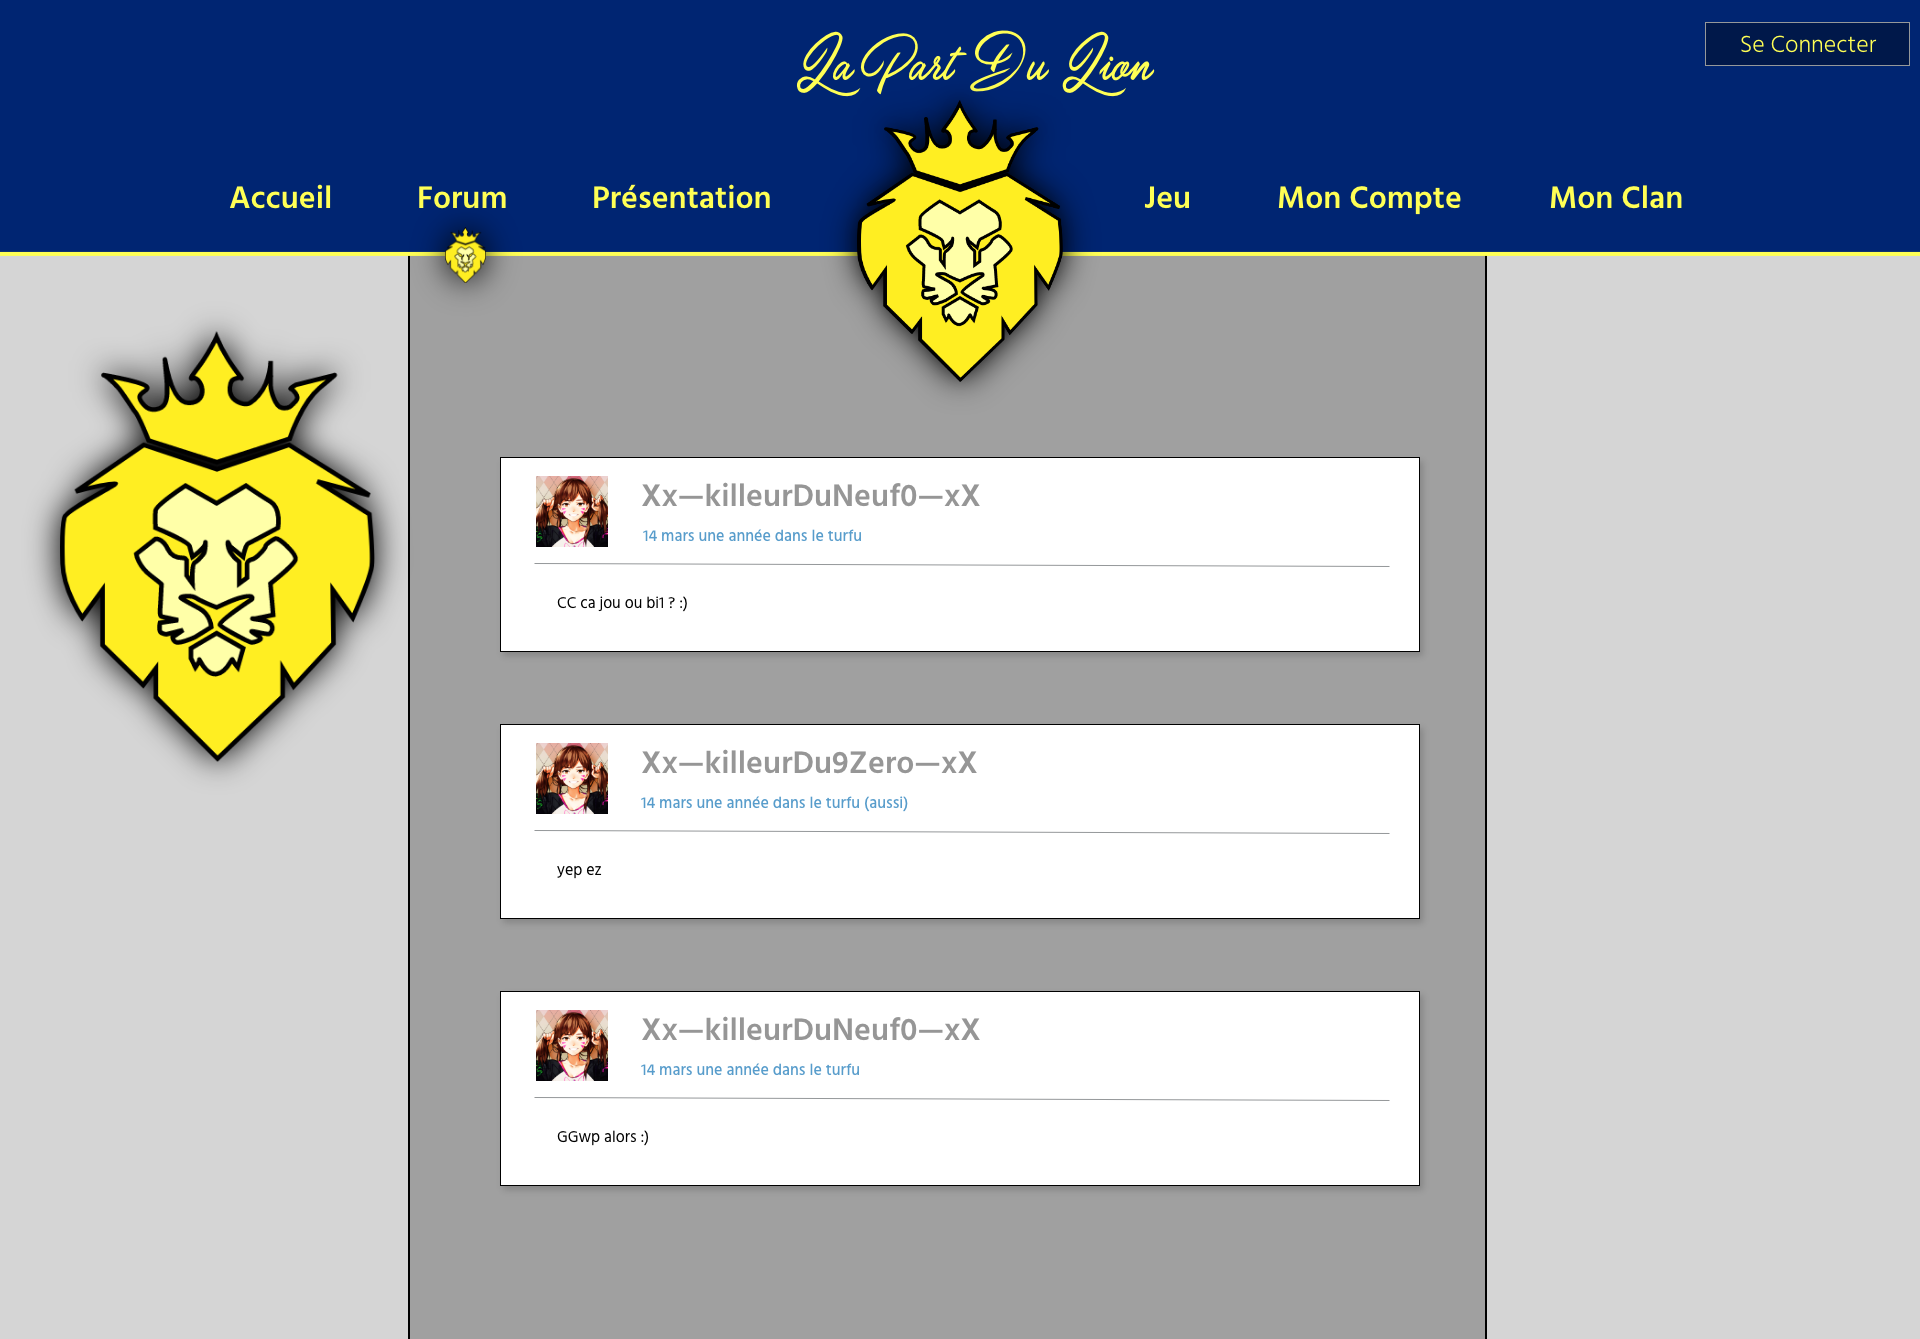 La Part Du Lion
Se Connecter
Accueil Forum Présentation Jeu Mon Compte Mon Clan
Xx—killeurDuNeuf0—xX
14 mars une année dans le turfu
CC ca jou ou bi1 ? :)
Xx—killeurDu9Zero—xX
14 mars une année dans le turfu (aussi)
yep ez
Xx—killeurDuNeuf0—xX
14 mars une année dans le turfu
GGwp alors :)